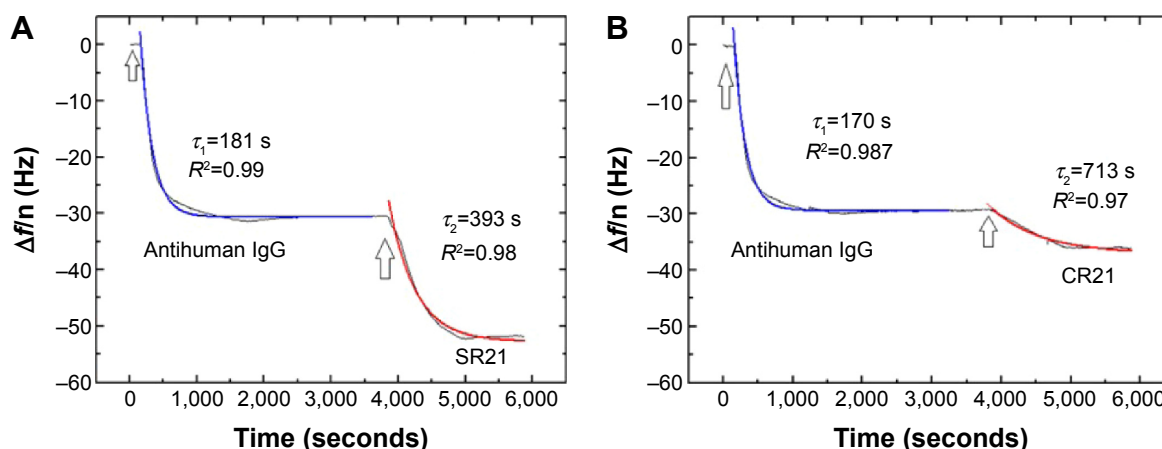 A
Δf/n (Hz)
0
–10
–20
–30
–40
–50
–60
τ1=181 s
R²=0.99
Antihuman IgG
τ2=393 s
R²=0.98
SR21
0
1,000
2,000
3,000
4,000
5,000
6,000
Time (seconds)
B
Δf/n (Hz)
0
–10
–20
–30
–40
–50
–60
τ1=170 s
R²=0.987
Antihuman IgG
τ2=713 s
R²=0.97
CR21
0
1,000
2,000
3,000
4,000
5,000
6,000
Time (seconds)